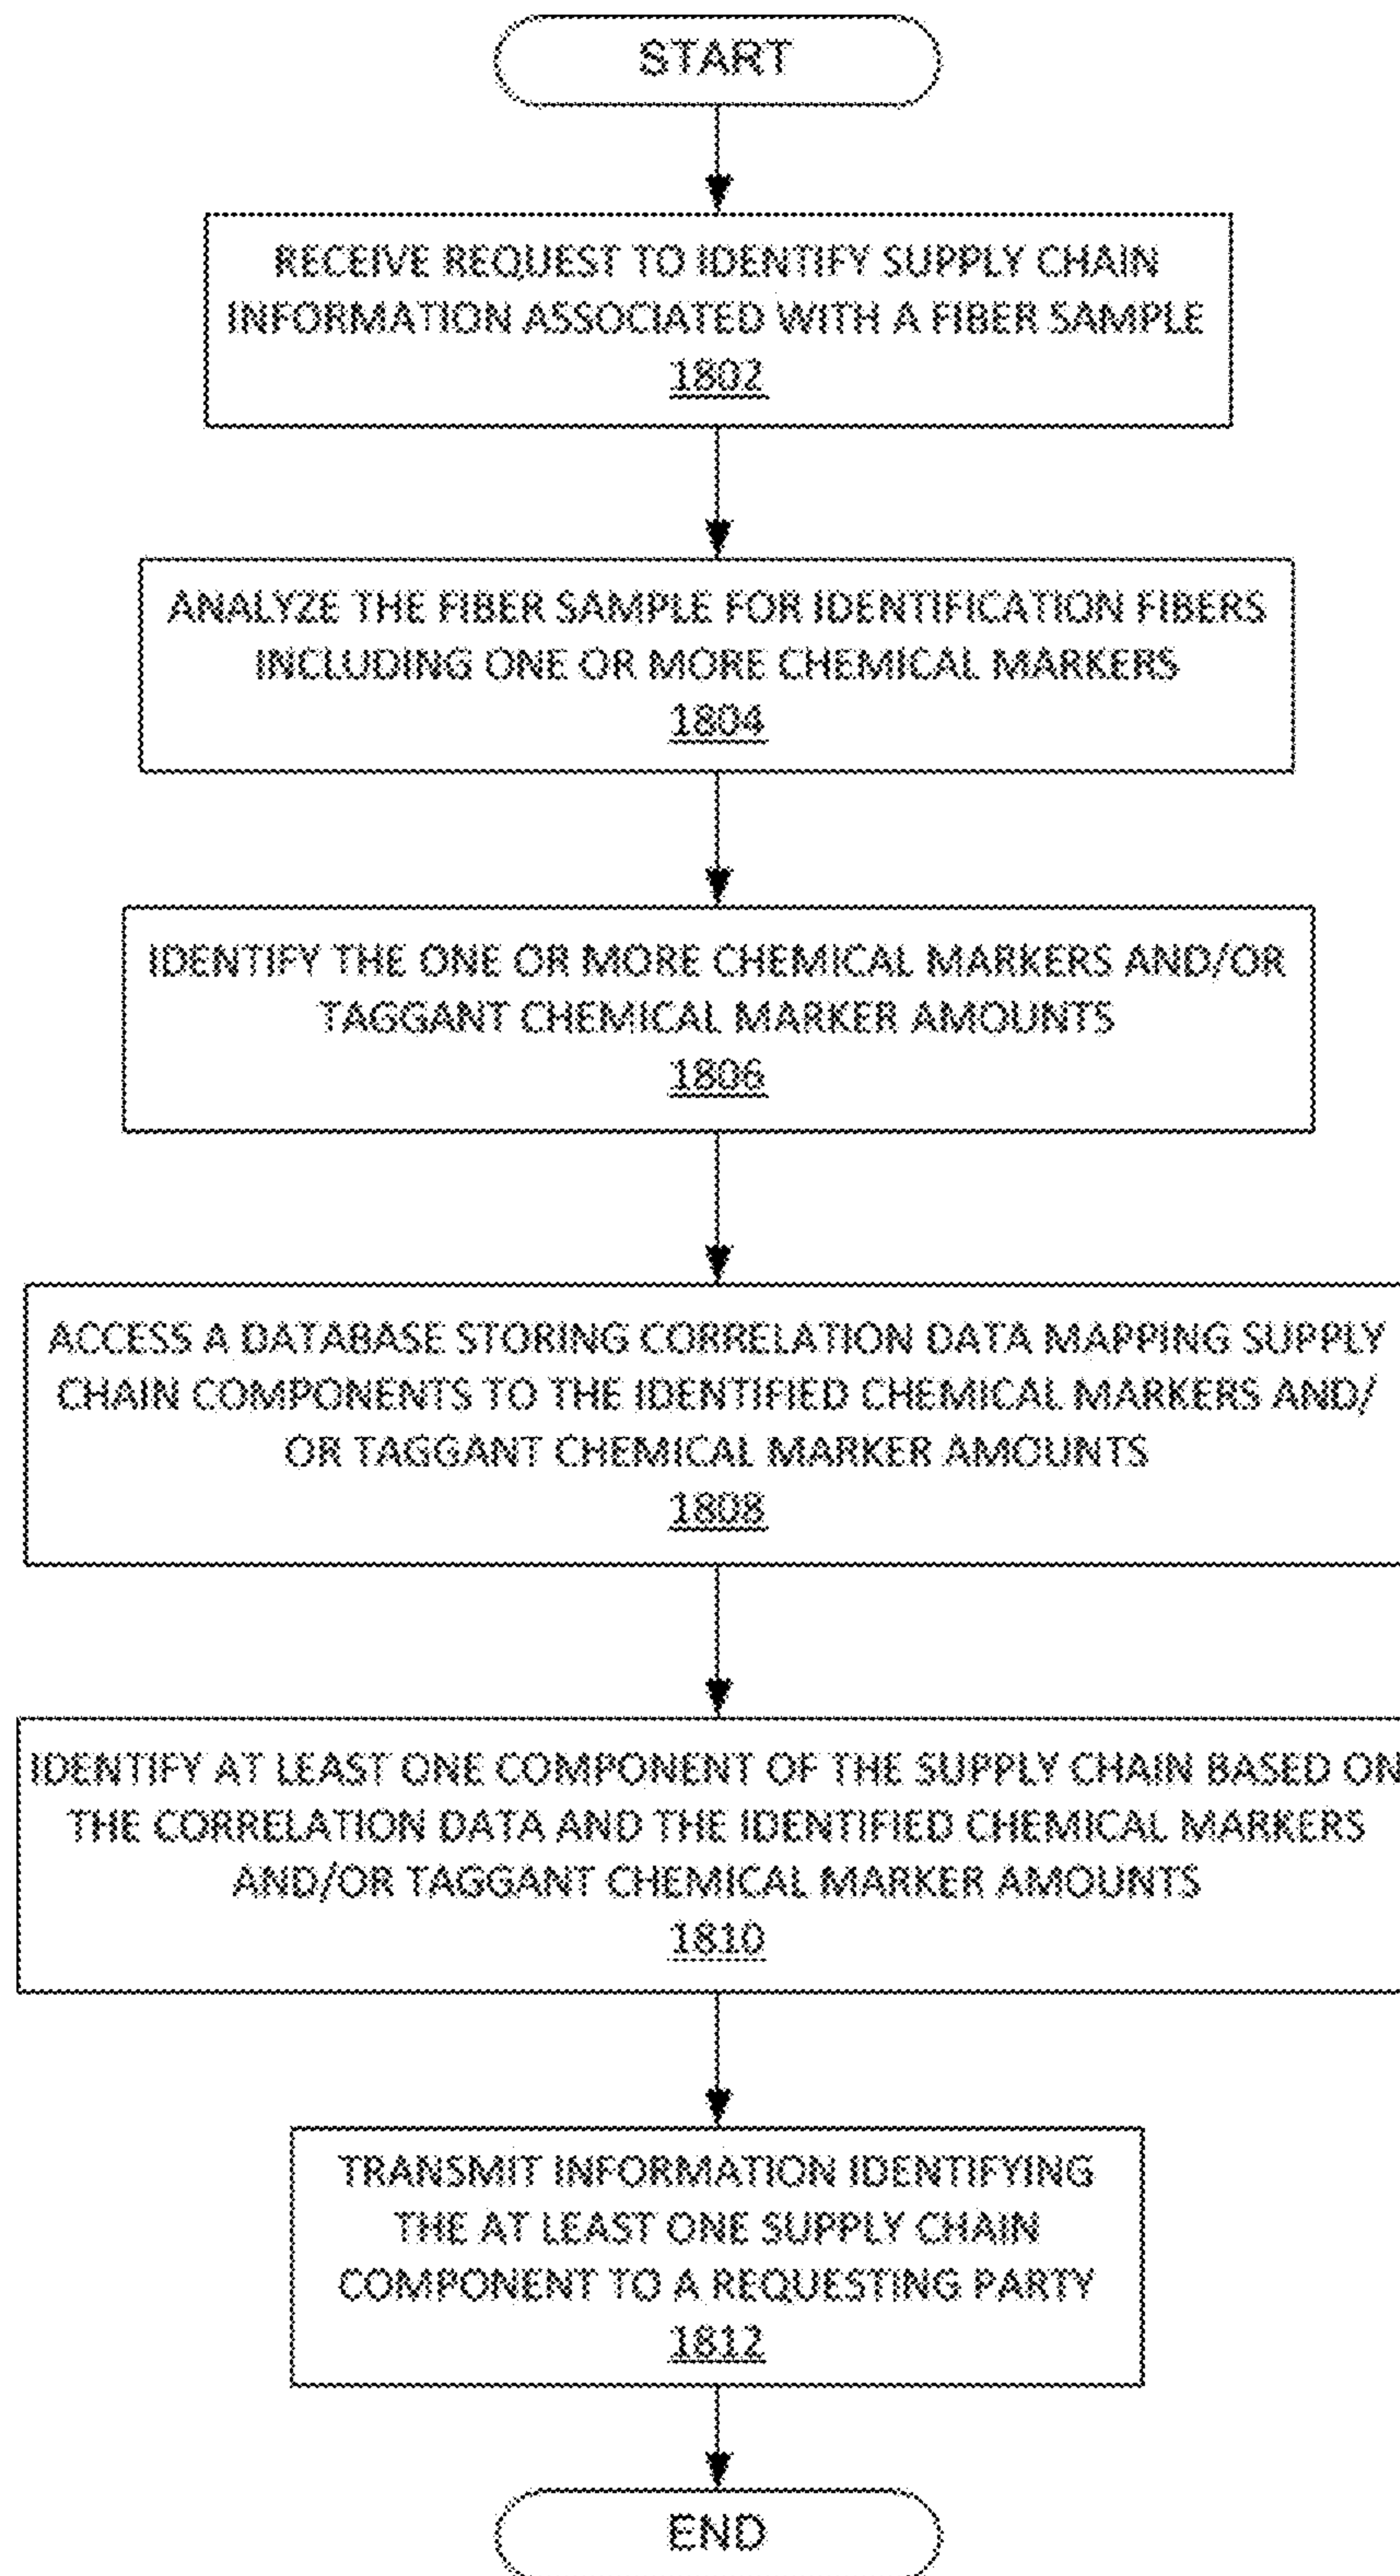 START
RECEIVE REQUEST TO IDENTIFY SUPPLY CHAIN
INFORMATION ASSOCIATED WITH A FIBER SAMPLE
1802
ANALYZE THE FIBER SAMPLE FOR IDENTIFICATION FIBERS
INCLUDING ONE OR MORE CHEMICAL MARKERS
1804
IDENTIFY THE ONE OR MORE CHEMICAL MARKERS AND/OR
TAGGANT CHEMICAL MARKER AMOUNTS
1806
ACCESS A DATABASE STORING CORRELATION DATA MAPPING SUPPLY
CHAIN COMPONENTS TO THE IDENTIFIED CHEMICAL MARKERS AND/
OR TAGGANT CHEMICAL MARKER AMOUNTS
1808
IDENTIFY AT LEAST ONE COMPONENT OF THE SUPPLY CHAIN BASED ON
THE CORRELATION DATA AND THE IDENTIFIED CHEMICAL MARKERS
AND/OR TAGGANT CHEMICAL MARKER AMOUNTS
1810
TRANSMIT INFORMATION IDENTIFYING
THE AT LEAST ONE SUPPLY CHAIN
COMPONENT TO A REQUESTING PARTY
1812
END